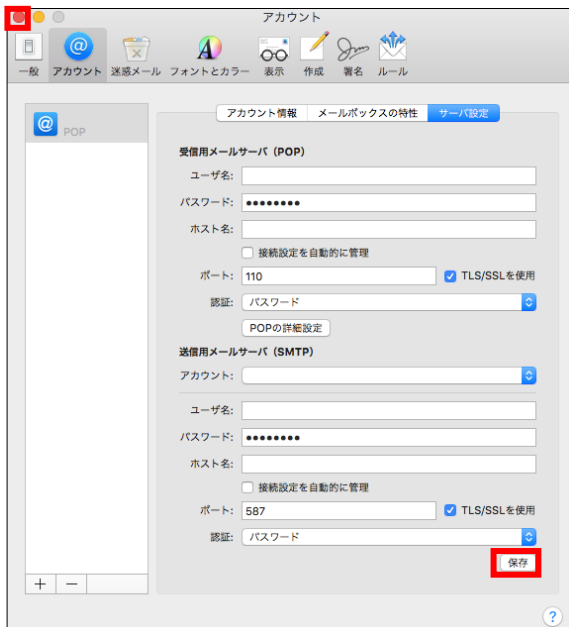 アカウント
一般 アカウント 迷惑メール フォントとカラー 表示 作成 署名 ルール
POP
アカウント情報 メールボックスの特性 サーバ設定
受信用メールサーバ（POP）
ユーザ名:
パスワード: ●●●●●●●●
ホスト名:
接続設定を自動的に管理
ポート: 110 TLS/SSLを使用
認証: パスワード
POPの詳細設定
送信用メールサーバ（SMTP）
アカウント:
ユーザ名:
パスワード: ●●●●●●●●
ホスト名:
接続設定を自動的に管理
ポート: 587 TLS/SSLを使用
認証: パスワード
保存
+ −
?